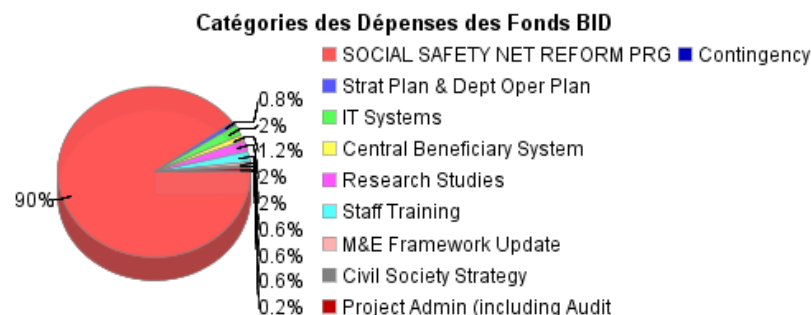 Catégories des Dépenses des Fonds BID
SOCIAL SAFETY NET REFORM PRG Contingency
Strat Plan & Dept Oper Plan
IT Systems
Central Beneficiary System
Research Studies
Staff Training
M&E Framework Update
Civil Society Strategy
Project Admin (including Audit
90%
0.8%
2%
1.2%
2%
2%
0.6%
0.6%
0.6%
0.2%